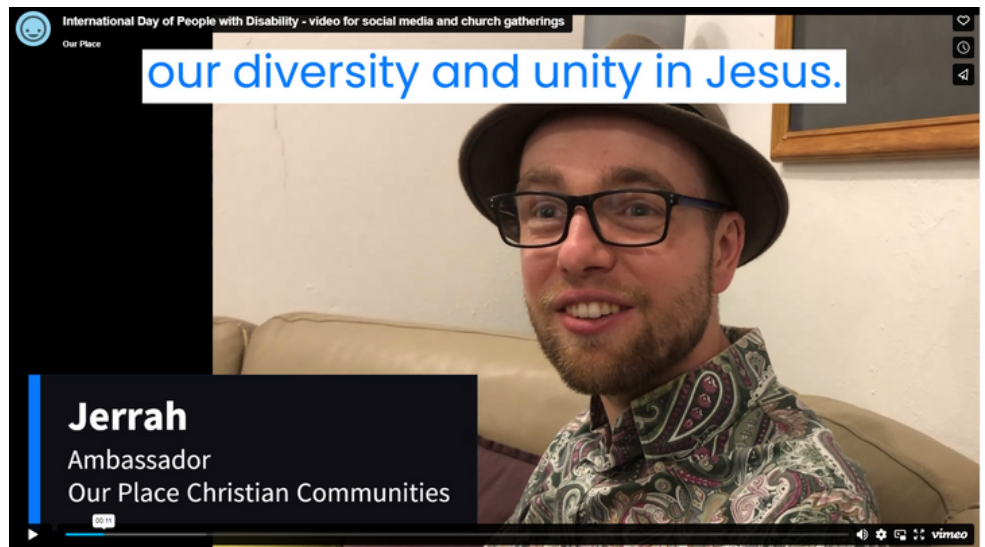 International Day of People with Disability - video for social media and church gatherings
Our Place
our diversity and unity in Jesus.
Jerrah
Ambassador
Our Place Christian Communities
00:11
vimeo